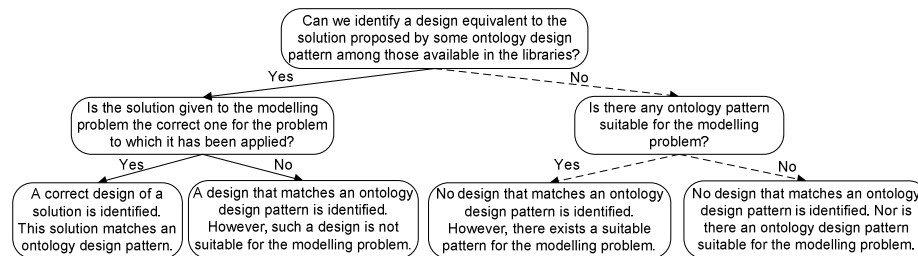 Can we identify a design equivalent to the
solution proposed by some ontology design
pattern among those available in the libraries?
Yes
No
Is the solution given to the modelling
problem the correct one for the problem
to which it has been applied?
Is there any ontology pattern
suitable for the modelling
problem?
Yes
No
Yes
No
A correct design of a
solution is identified.
This solution matches an
ontology design pattern.
A design that matches an ontology
design pattern is identified.
However, such a design is not
suitable for the modelling problem.
No design that matches an ontology
design pattern is identified.
However, there exists a suitable
pattern for the modelling problem.
No design that matches an ontology
design pattern is identified. Nor is
there an ontology design pattern
suitable for the modelling problem.